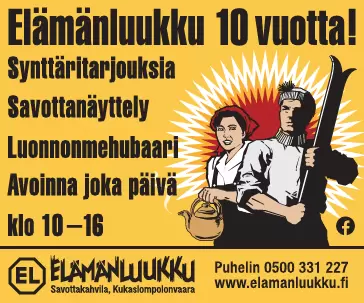 Elämänluukku 10 vuotta!
Synttäritarjouksia
Savottanäyttely
Luonnonmehubaari
Avoinna joka päivä
klo 10–16
EL ELÄMÄNLUUKKU
Savottakahvila, Kukaslompolonvaara
Puhelin 0500 331 227
www.elamanluukku.fi